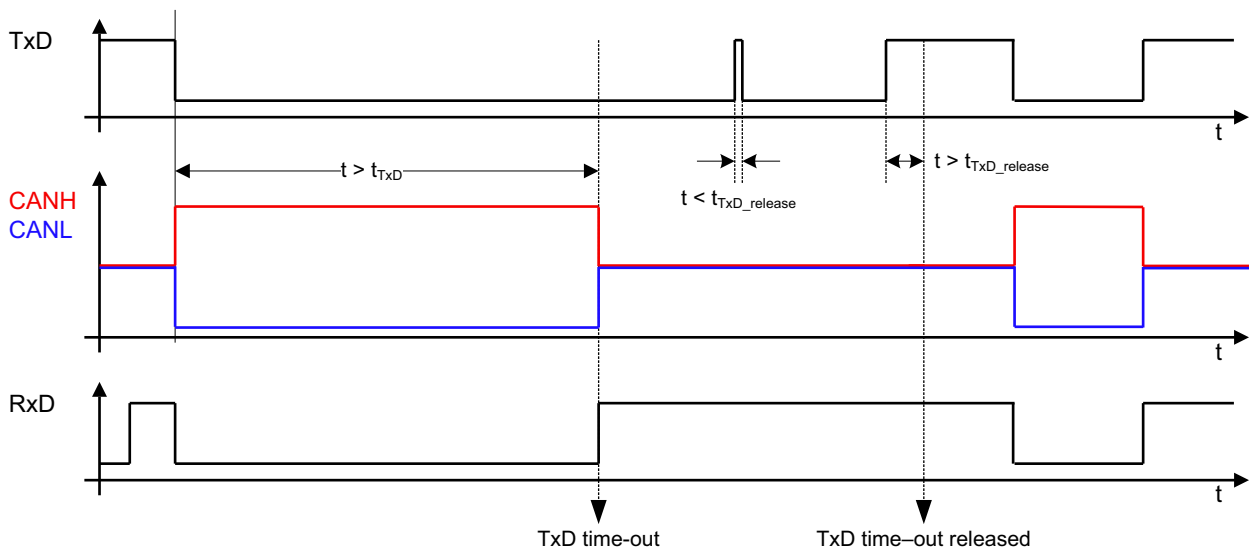 TxD
t
t > tTxD
t < tTxD_release
t > tTxD_release
CANH
CANL
t
RxD
t
TxD time-out
TxD time–out released